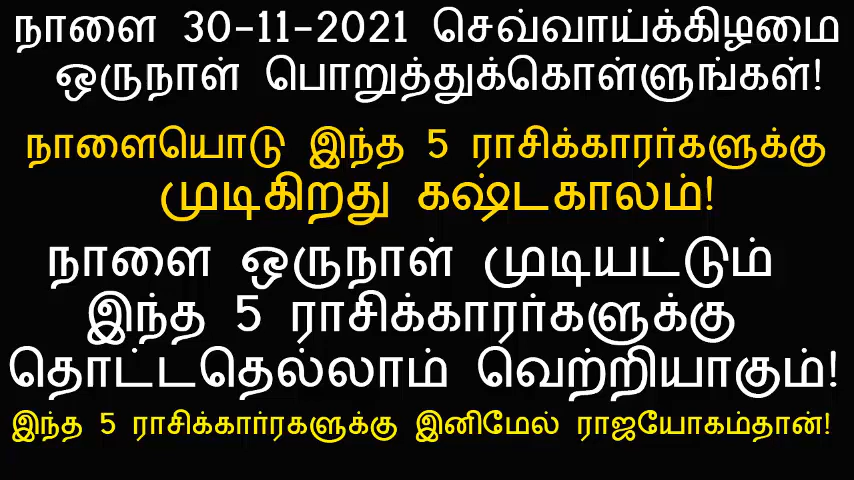 நாளை 30-11-2021 செவ்வாய்க்கிழமை
ஒருநாள் பொறுத்துக்கொள்ளுங்கள்!
நாளையொடு இந்த 5 ராசிக்காரர்களுக்கு
முடிகிறது கஷ்டகாலம்!
நாளை ஒருநாள் முடியட்டும்
இந்த 5 ராசிக்காரர்களுக்கு
தொட்டதெல்லாம் வெற்றியாகும்!
இந்த 5 ராசிக்கார்ரகளுக்கு இனிமேல் ராஜயோகம்தான்!